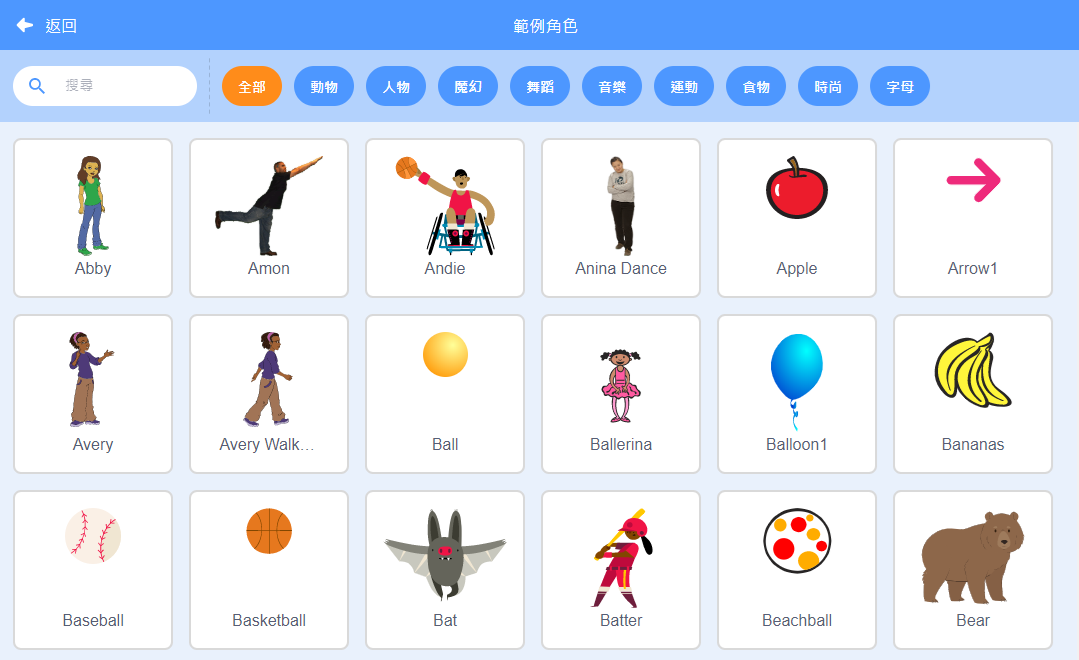 返回
範例角色
搜尋
全部 動物 人物 魔幻 舞蹈 音樂 運動 食物 時尚 字母
Abby Amon Andie Anina Dance Apple Arrow1
Avery Avery Walk... Ball Ballerina Balloon1 Bananas
Baseball Basketball Bat Batter Beachball Bear